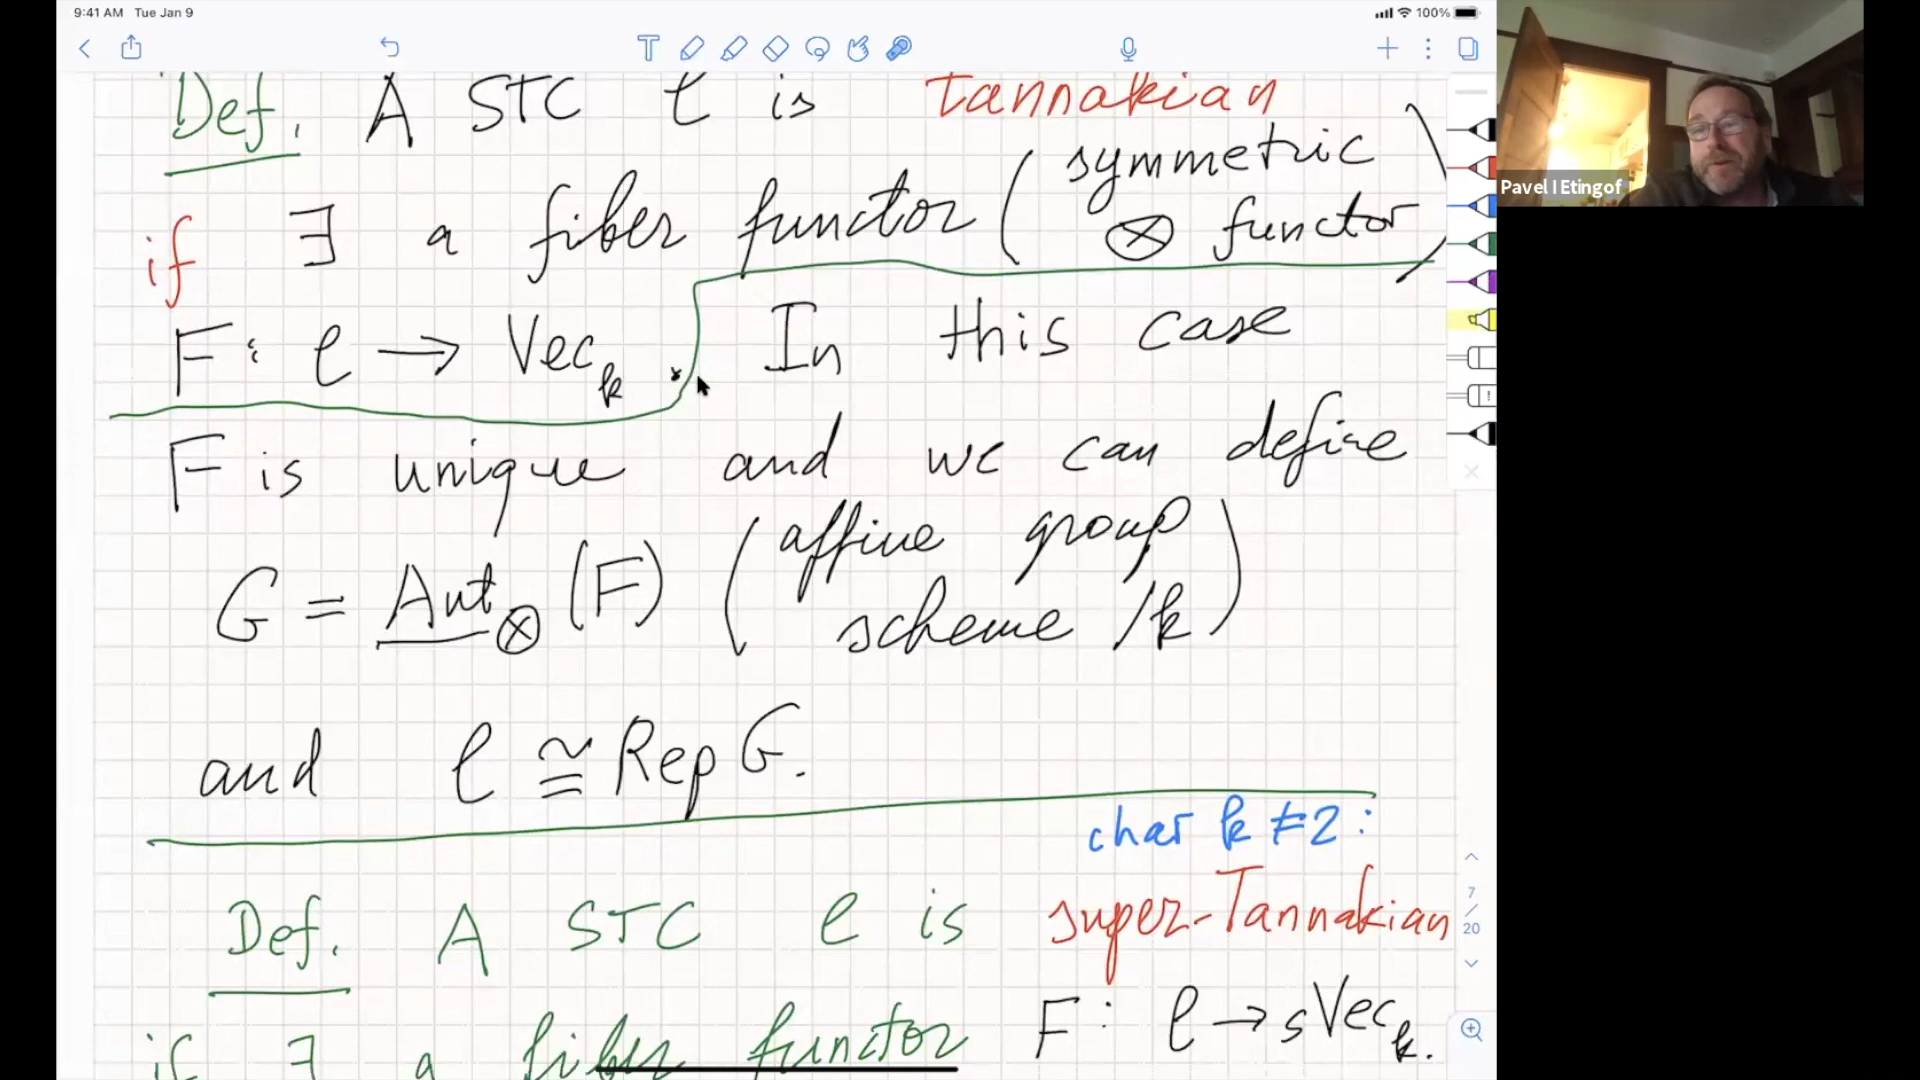 9:41 AM Tue Jan 9
100%
Def. A STC C is Tannakian
if ∃ a fiber functor (symmetric ⊗ functor)
F: C → Vec_k. In this case
F is unique and we can define
G = Aut_⊗ (F) (affine group scheme /k)
and C ≅ Rep G.
char k ≠ 2:
Def. A STC C is super-Tannakian
if ∃ a fiber functor F: C → sVec_k.
Pavel I Etingof
7
/
20